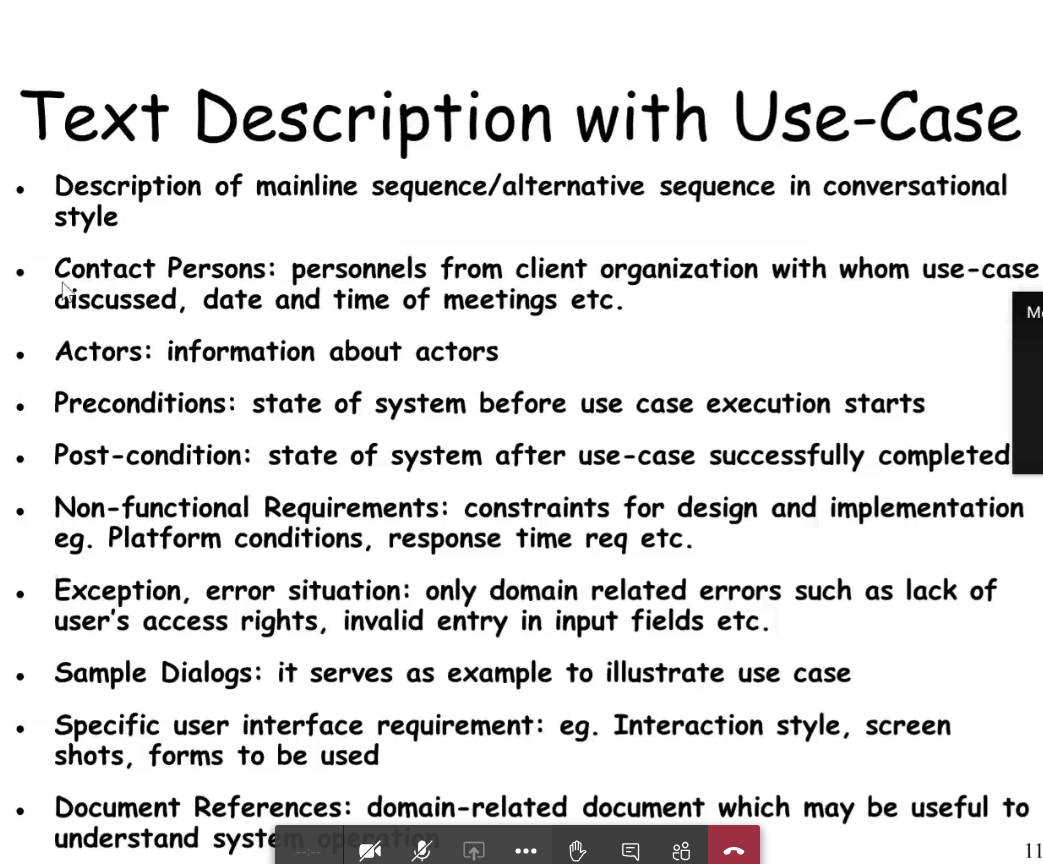 Text Description with Use-Case
• Description of mainline sequence/alternative sequence in conversational
style
• Contact Persons: personnels from client organization with whom use-case
discussed, date and time of meetings etc.
• Actors: information about actors
• Preconditions: state of system before use case execution starts
• Post-condition: state of system after use-case successfully completed
• Non-functional Requirements: constraints for design and implementation
eg. Platform conditions, response time req etc.
• Exception, error situation: only domain related errors such as lack of
user's access rights, invalid entry in input fields etc.
• Sample Dialogs: it serves as example to illustrate use case
• Specific user interface requirement: eg. Interaction style, screen
shots, forms to be used
• Document References: domain-related document which may be useful to
understand system operation
--:--
11